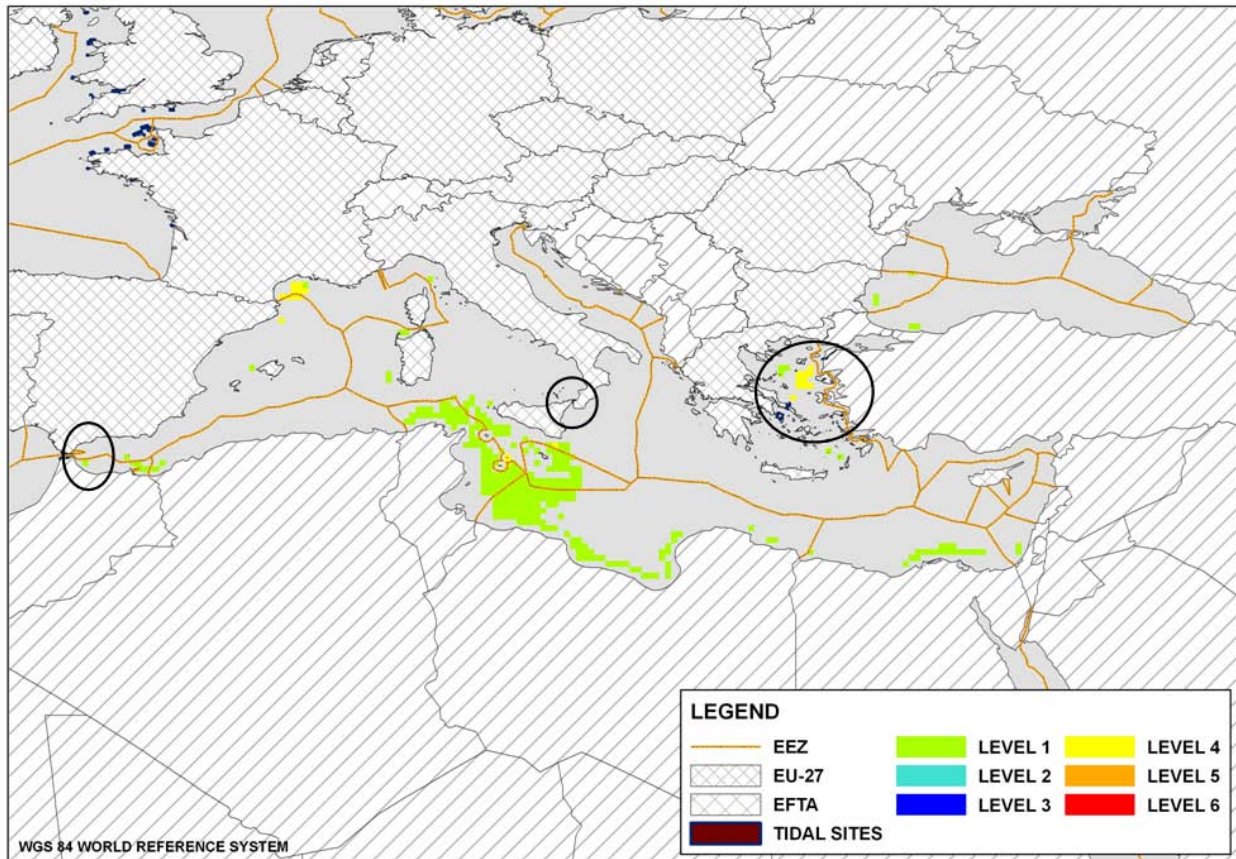 LEGEND
EEZ
EU-27
EFTA
TIDAL SITES
LEVEL 1
LEVEL 2
LEVEL 3
LEVEL 4
LEVEL 5
LEVEL 6
WGS 84 WORLD REFERENCE SYSTEM